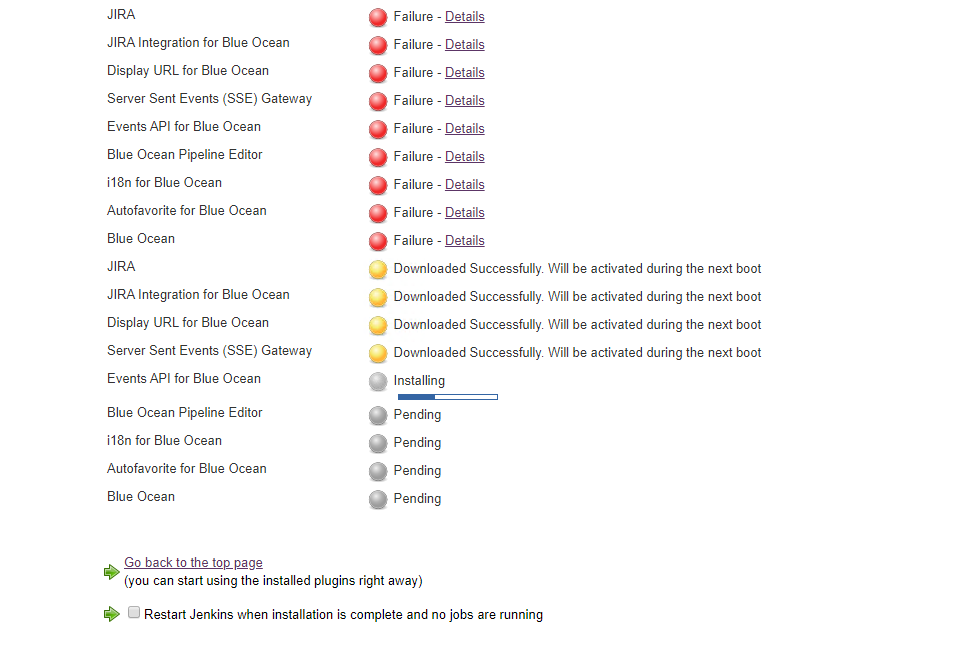 JIRA Failure - Details
JIRA Integration for Blue Ocean Failure - Details
Display URL for Blue Ocean Failure - Details
Server Sent Events (SSE) Gateway Failure - Details
Events API for Blue Ocean Failure - Details
Blue Ocean Pipeline Editor Failure - Details
i18n for Blue Ocean Failure - Details
Autofavorite for Blue Ocean Failure - Details
Blue Ocean Failure - Details
JIRA Downloaded Successfully. Will be activated during the next boot
JIRA Integration for Blue Ocean Downloaded Successfully. Will be activated during the next boot
Display URL for Blue Ocean Downloaded Successfully. Will be activated during the next boot
Server Sent Events (SSE) Gateway Downloaded Successfully. Will be activated during the next boot
Events API for Blue Ocean Installing
Blue Ocean Pipeline Editor Pending
i18n for Blue Ocean Pending
Autofavorite for Blue Ocean Pending
Blue Ocean Pending
Go back to the top page
(you can start using the installed plugins right away)
Restart Jenkins when installation is complete and no jobs are running